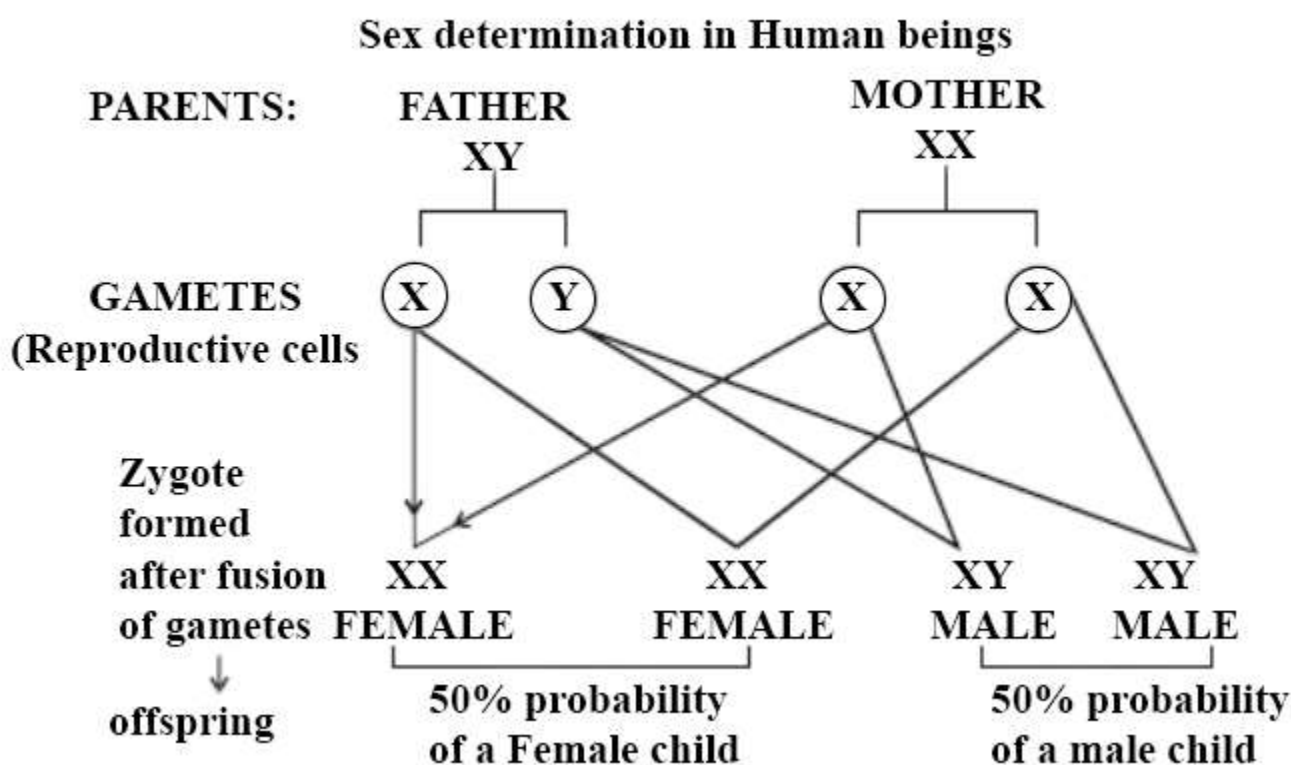 Sex determination in Human beings
PARENTS:
FATHER
XY
MOTHER
XX
GAMETES
(Reproductive cells
X
Y
X
X
Zygote
formed
after fusion
of gametes
offspring
XX
FEMALE
XX
FEMALE
XY
MALE
XY
MALE
50% probability
of a Female child
50% probability
of a male child